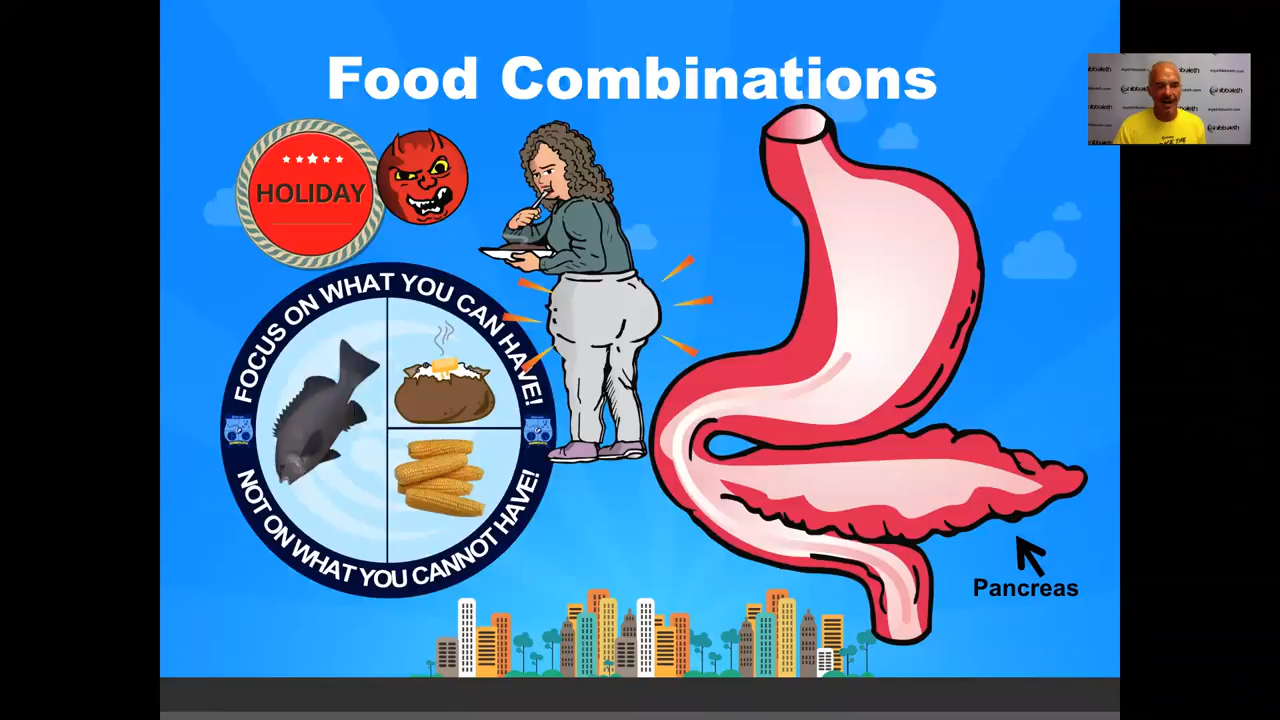 Food Combinations
HOLIDAY
FOCUS ON WHAT YOU CAN HAVE!
NOT ON WHAT YOU CANNOT HAVE!
Pancreas